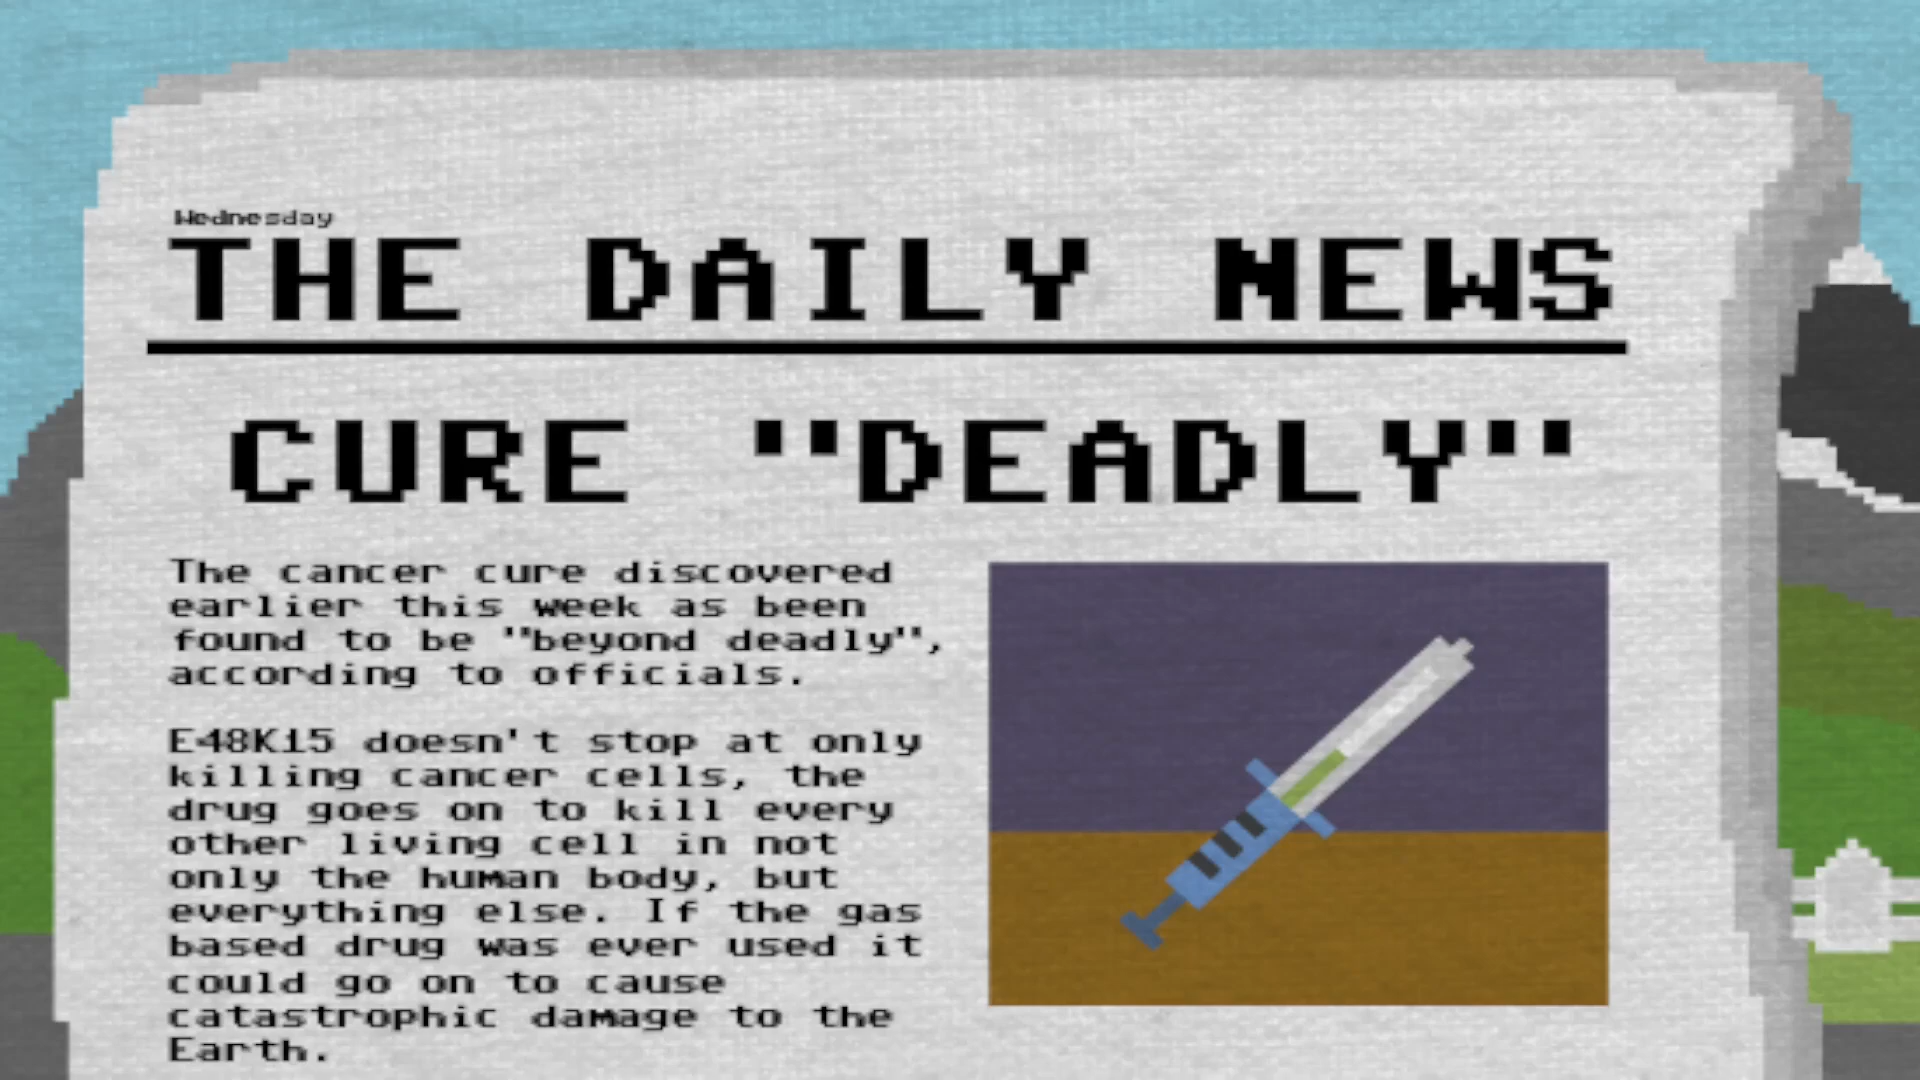 Wednesday
THE DAILY NEWS
CURE "DEADLY"
The cancer cure discovered
earlier this week as been
found to be "beyond deadly",
according to officials.
E48K15 doesn't stop at only
killing cancer cells, the
drug goes on to kill every
other living cell in not
only the human body, but
everything else. If the gas
based drug was ever used it
could go on to cause
catastrophic damage to the
Earth.